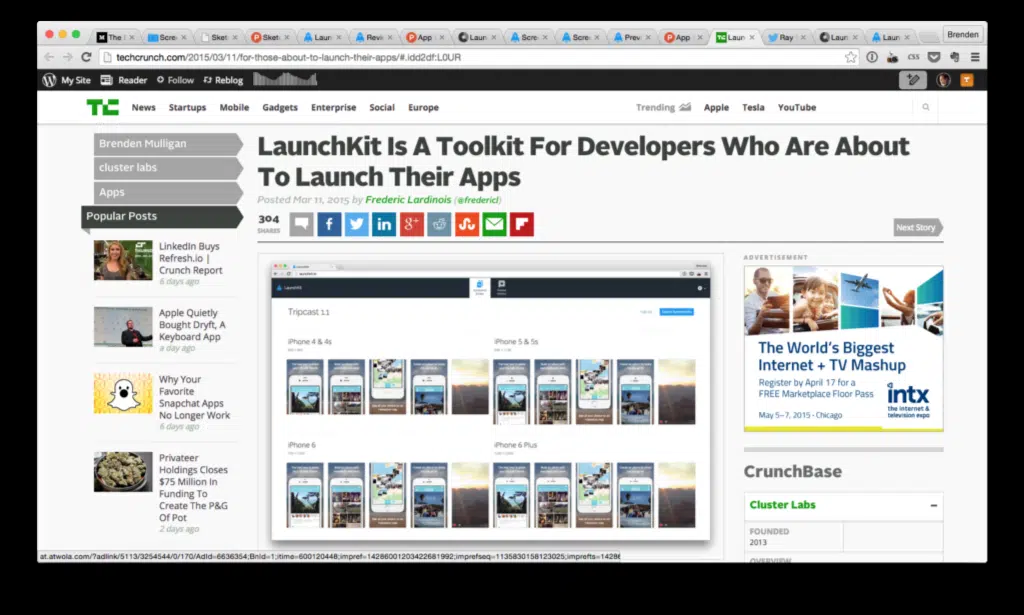 The
Scre
Sket
Sket
Laun
Revie
App
Laun
Scre
Scre
Previ
App
Laun
Ray
Laun
Laun
Brenden
techcrunch.com/2015/03/11/for-those-about-to-launch-their-apps/#.idd2df:L0UR
CSS
My Site Reader Follow Reblog
TC News Startups Mobile Gadgets Enterprise Social Europe Trending Apple Tesla YouTube
Brenden Mulligan
cluster labs
Apps
Popular Posts
LinkedIn Buys
Refresh.io |
Crunch Report
6 days ago
Apple Quietly
Bought Dryft, A
Keyboard App
a day ago
Why Your
Favorite
Snapchat Apps
No Longer Work
6 days ago
Privateer
Holdings Closes
$75 Million In
Funding To
Create The P&G
Of Pot
2 days ago
LaunchKit Is A Toolkit For Developers Who Are About
To Launch Their Apps
Posted Mar 11, 2015 by Frederic Lardinois (@fredericl)
304
SHARES
Next Story
LaunchKit
Tripcast 1.1
iPhone 4 & 4s
iPhone 5 & 5s
iPhone 6
iPhone 6 Plus
ADVERTISEMENT
The World's Biggest
Internet + TV Mashup
Register by April 17 for a
FREE Marketplace Floor Pass
May 5–7, 2015 · Chicago
intx
the internet &
television expo
CrunchBase
Cluster Labs
FOUNDED
2013
OVERVIEW
at.atwola.com/?adlink/5113/3254544/0/170/AdId=6636354;BnId=1;itime=600120448;impref=14286001203422681992;imprefseq=1135830158123025;imprefts=14286